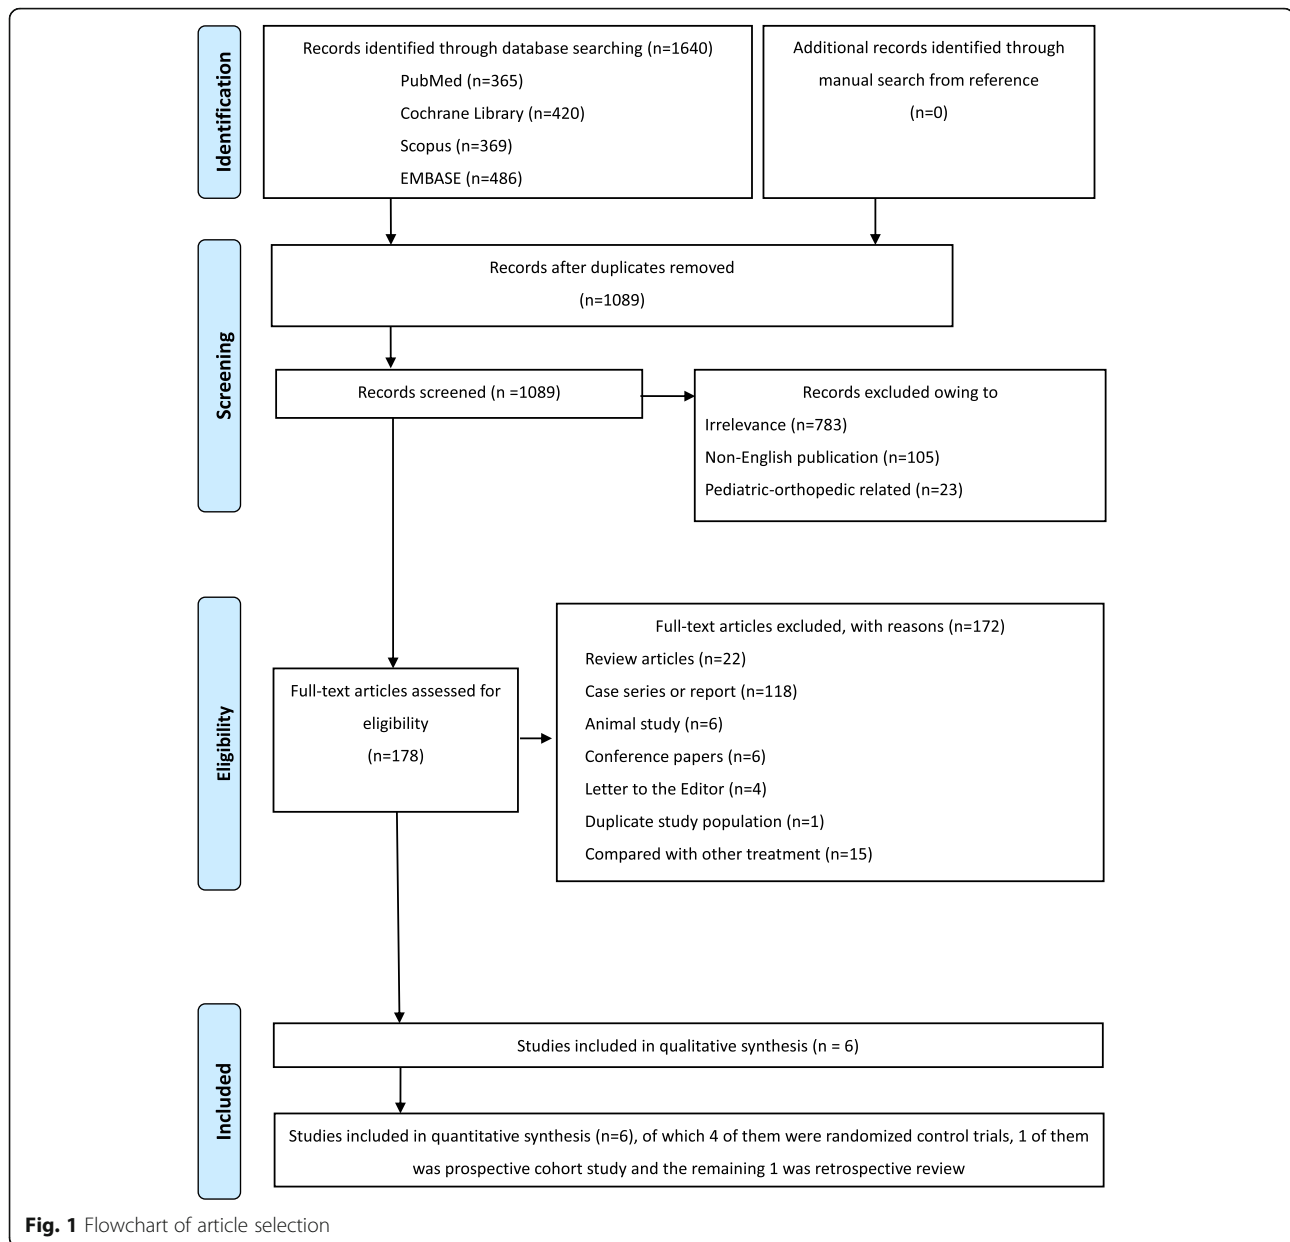 Identification
Records identified through database searching (n=1640)
PubMed (n=365)
Cochrane Library (n=420)
Scopus (n=369)
EMBASE (n=486)
Additional records identified through
manual search from reference
(n=0)
Screening
Records after duplicates removed
(n=1089)
Records screened (n =1089)
Records excluded owing to
Irrelevance (n=783)
Non-English publication (n=105)
Pediatric-orthopedic related (n=23)
Eligibility
Full-text articles assessed for
eligibility
(n=178)
Full-text articles excluded, with reasons (n=172)
Review articles (n=22)
Case series or report (n=118)
Animal study (n=6)
Conference papers (n=6)
Letter to the Editor (n=4)
Duplicate study population (n=1)
Compared with other treatment (n=15)
Included
Studies included in qualitative synthesis (n = 6)
Studies included in quantitative synthesis (n=6), of which 4 of them were randomized control trials, 1 of them
was prospective cohort study and the remaining 1 was retrospective review
Fig. 1 Flowchart of article selection